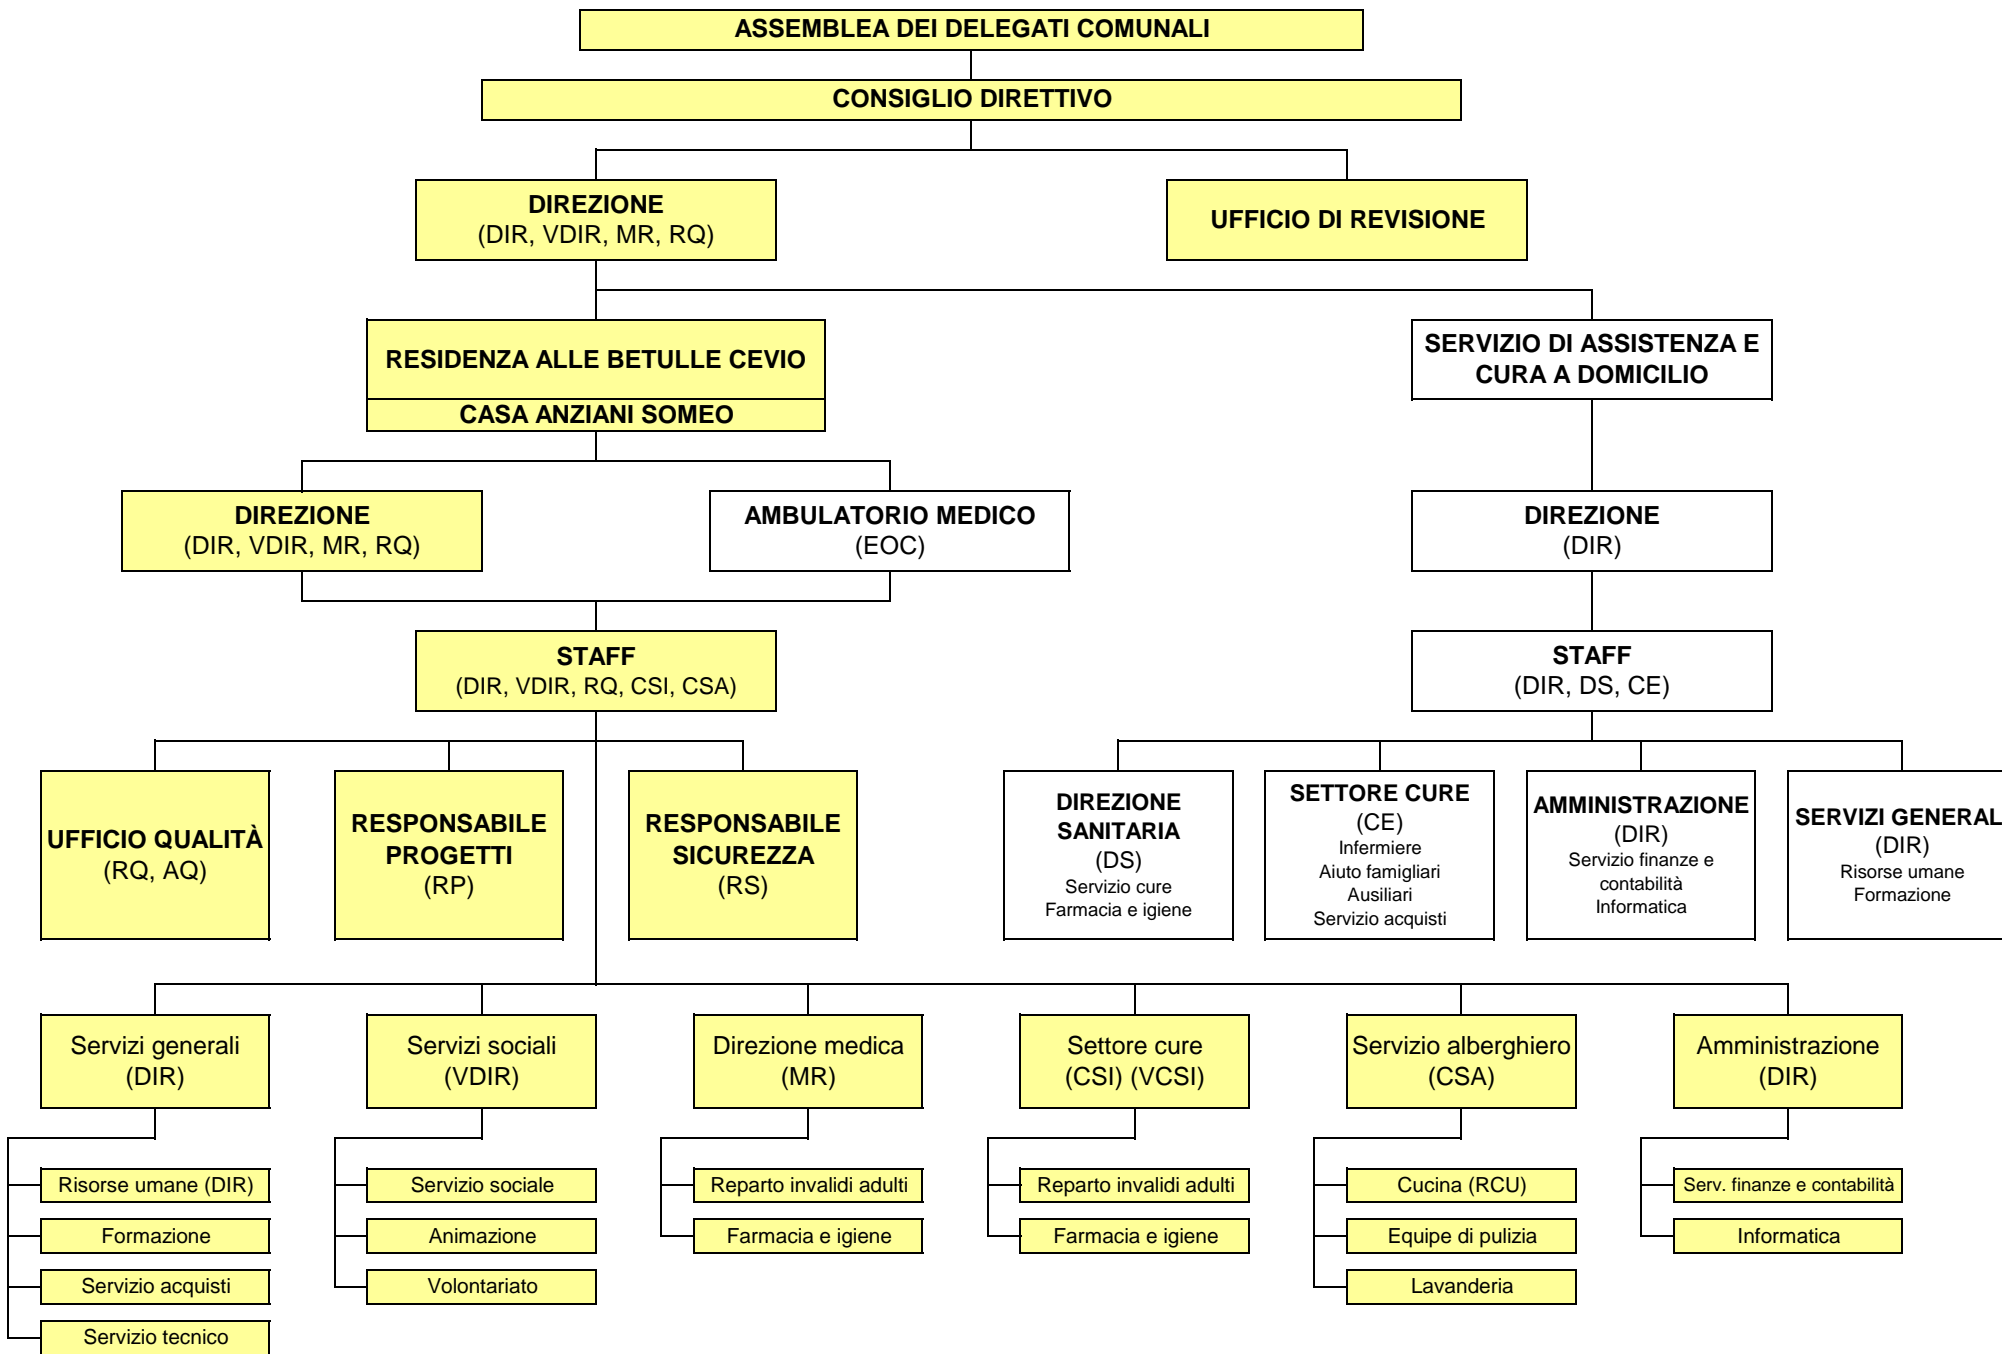 ASSEMBLEA DEI DELEGATI COMUNALI
CONSIGLIO DIRETTIVO
DIREZIONE
(DIR, VDIR, MR, RQ)
UFFICIO DI REVISIONE
RESIDENZA ALLE BETULLE CEVIO
CASA ANZIANI SOMEO
SERVIZIO DI ASSISTENZA E
CURA A DOMICILIO
DIREZIONE
(DIR, VDIR, MR, RQ)
AMBULATORIO MEDICO
(EOC)
DIREZIONE
(DIR)
STAFF
(DIR, VDIR, RQ, CSI, CSA)
STAFF
(DIR, DS, CE)
UFFICIO QUALITÀ
(RQ, AQ)
RESPONSABILE
PROGETTI
(RP)
RESPONSABILE
SICUREZZA
(RS)
DIREZIONE
SANITARIA
(DS)
Servizio cure
Farmacia e igiene
SETTORE CURE
(CE)
Infermiere
Aiuto famigliari
Ausiliari
Servizio acquisti
AMMINISTRAZIONE
(DIR)
Servizio finanze e
contabilità
Informatica
SERVIZI GENERAL
(DIR)
Risorse umane
Formazione
Servizi generali
(DIR)
Servizi sociali
(VDIR)
Direzione medica
(MR)
Settore cure
(CSI) (VCSI)
Servizio alberghiero
(CSA)
Amministrazione
(DIR)
Risorse umane (DIR)
Formazione
Servizio acquisti
Servizio tecnico
Servizio sociale
Animazione
Volontariato
Reparto invalidi adulti
Farmacia e igiene
Reparto invalidi adulti
Farmacia e igiene
Cucina (RCU)
Equipe di pulizia
Lavanderia
Serv. finanze e contabilità
Informatica